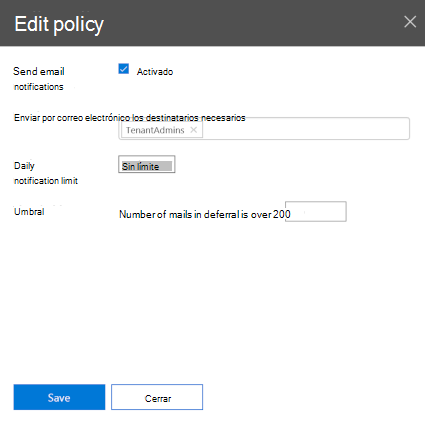 Edit policy
Send email
notifications
Activado
Enviar por correo electrónico los destinatarios necesarios
TenantAdmins
Daily
notification limit
Sin límite
Umbral
Number of mails in deferral is over 200
Save
Cerrar